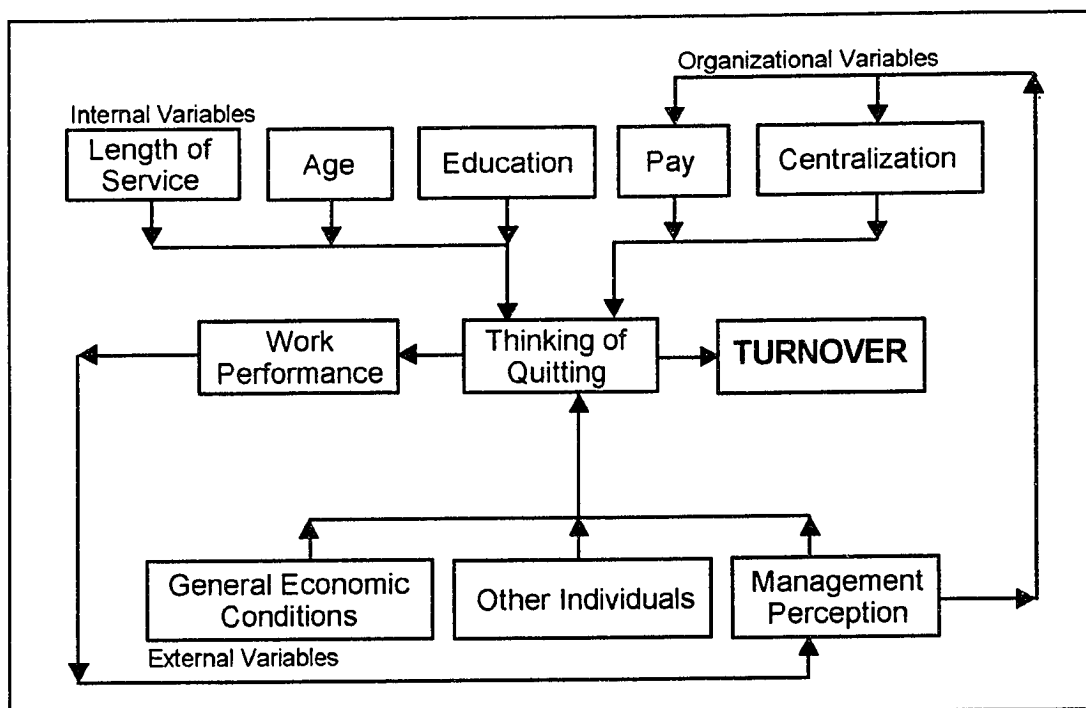 Organizational Variables
Internal Variables
Length of
Service
Age
Education
Pay
Centralization
Work
Performance
Thinking of
Quitting
TURNOVER
General Economic
Conditions
Other Individuals
Management
Perception
External Variables